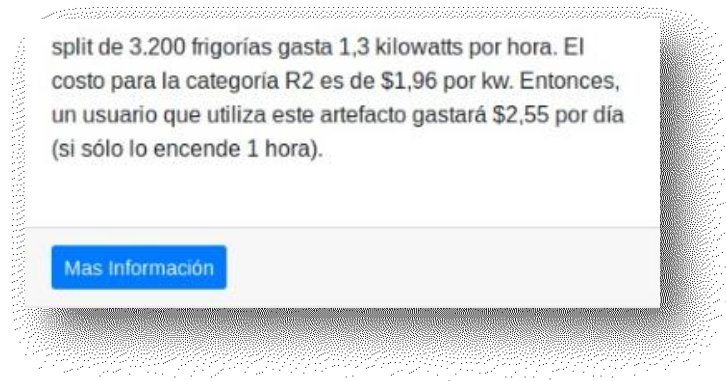 split de 3.200 frigorías gasta 1,3 kilowatts por hora. El
costo para la categoría R2 es de $1,96 por kw. Entonces,
un usuario que utiliza este artefacto gastará $2,55 por día
(si sólo lo encende 1 hora).
Mas Información